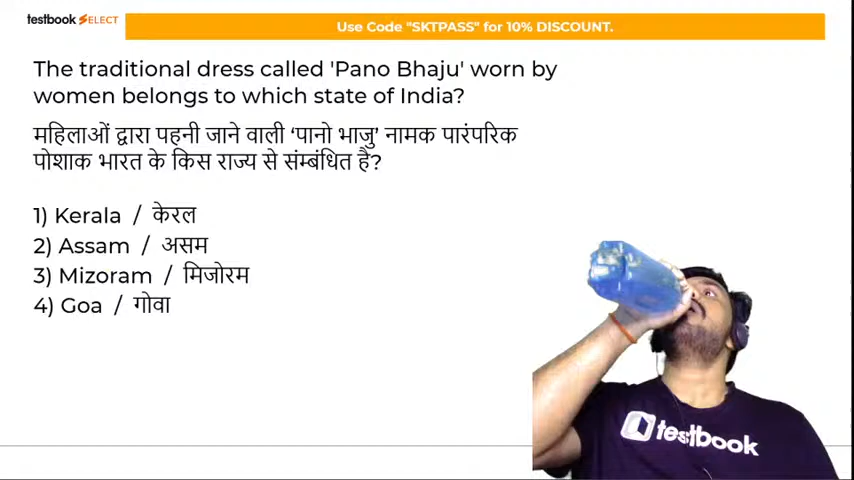 testbook SELECT
Use Code "SKTPASS" for 10% DISCOUNT.
The traditional dress called 'Pano Bhaju' worn by
women belongs to which state of India?
महिलाओं द्वारा पहनी जाने वाली ‘पानो भाजु’ नामक पारंपरिक
पोशाक भारत के किस राज्य से संम्बंधित है?
1) Kerala / केरल
2) Assam / असम
3) Mizoram / मिजोरम
4) Goa / गोवा
testbook